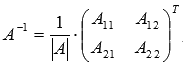 A^{-1} = \frac{1}{|A|} \cdot \begin{pmatrix} A_{11} & A_{12} \\ A_{21} & A_{22} \end{pmatrix}^T.